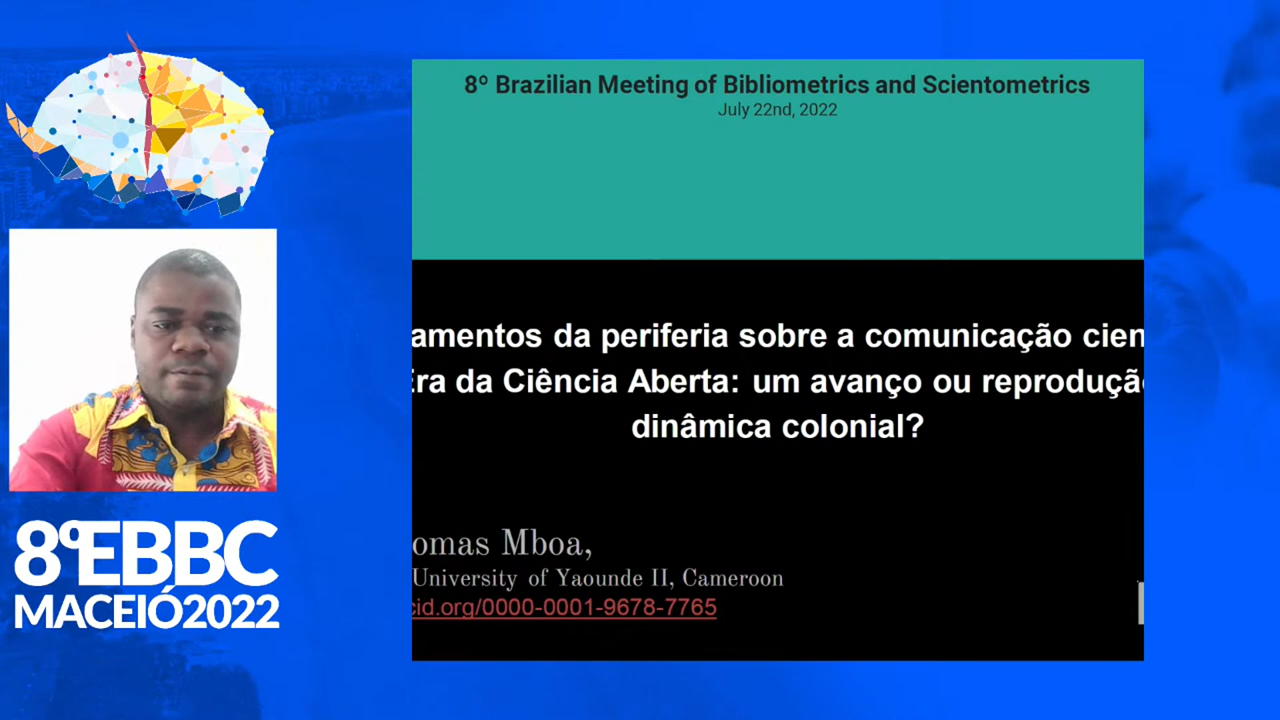 8º Brazilian Meeting of Bibliometrics and Scientometrics
July 22nd, 2022
amentos da periferia sobre a comunicação cien
Era da Ciência Aberta: um avanço ou reprodução
dinâmica colonial?
omas Mboa,
University of Yaounde II, Cameroon
cid.org/0000-0001-9678-7765
8ºEBBC
MACEIÓ2022